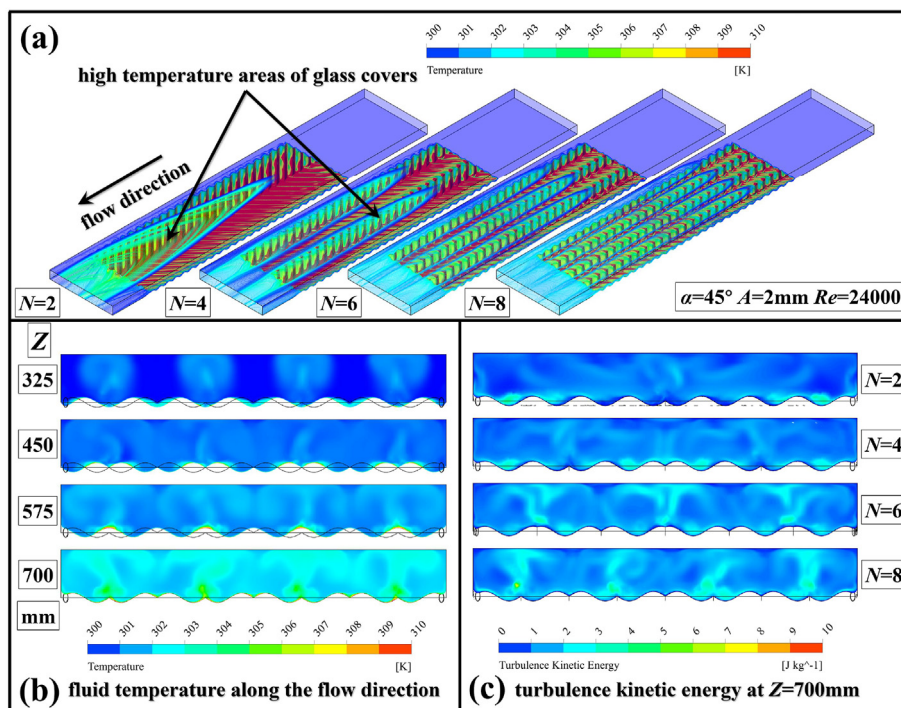 (a)
300 301 302 303 304 305 306 307 308 309 310
Temperature [K]
high temperature areas of glass covers
flow direction
N=2 N=4 N=6 N=8
α=45° A=2mm Re=24000
Z
325
450
575
700
mm
300 301 302 303 304 305 306 307 308 309 310
Temperature [K]
(b) fluid temperature along the flow direction
N=2
N=4
N=6
N=8
0 1 2 3 4 5 6 7 8 9 10
Turbulence Kinetic Energy [J kg^-1]
(c) turbulence kinetic energy at Z=700mm